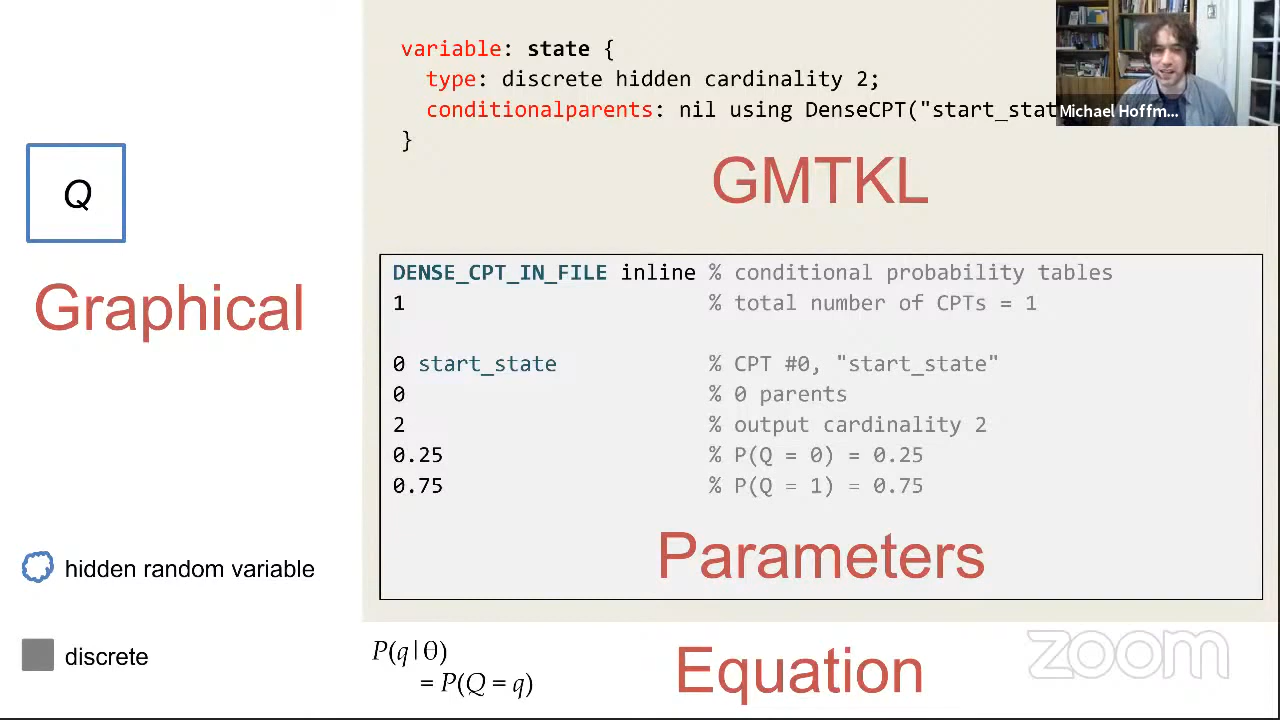 variable: state {
type: discrete hidden cardinality 2;
conditionalparents: nil using DenseCPT("start_stat
}
Michael Hoffm...
GMTKL
Q
Graphical
DENSE_CPT_IN_FILE inline % conditional probability tables
1 % total number of CPTs = 1
0 start_state % CPT #0, "start_state"
0 % 0 parents
2 % output cardinality 2
0.25 % P(Q = 0) = 0.25
0.75 % P(Q = 1) = 0.75
Parameters
hidden random variable
discrete
P(q|θ)
= P(Q = q)
Equation
zoom